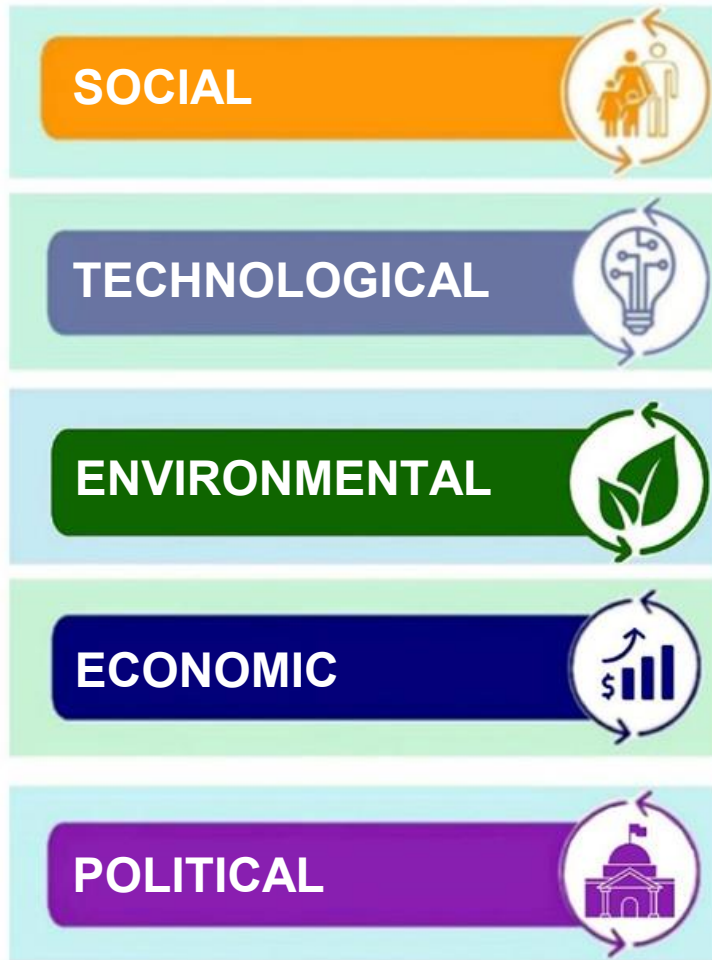 SOCIAL
TECHNOLOGICAL
ENVIRONMENTAL
ECONOMIC
$
POLITICAL